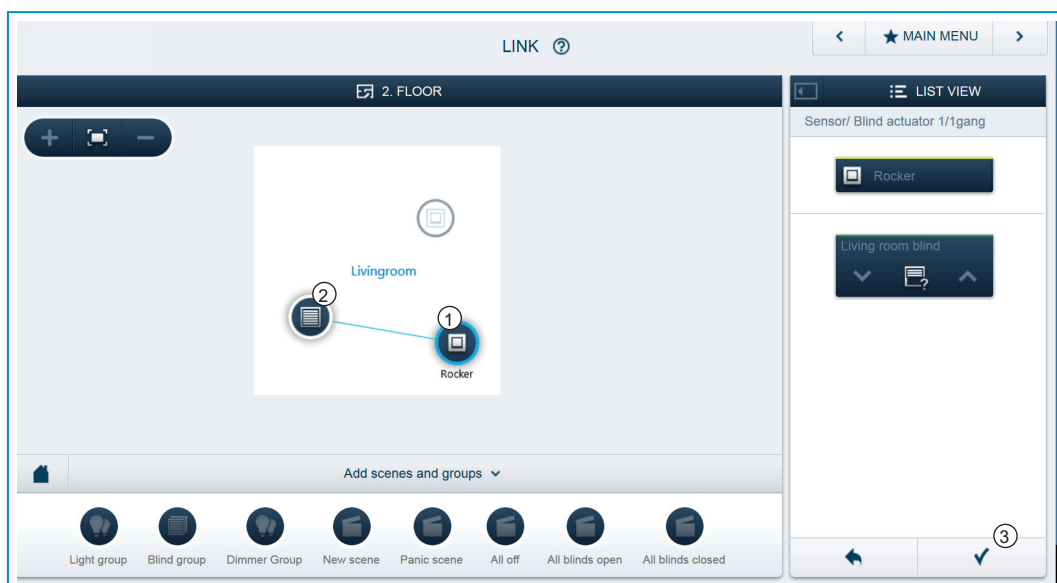 LINK ?
MAIN MENU
2. FLOOR
LIST VIEW
Sensor/ Blind actuator 1/1gang
Rocker
Living room blind
?
Livingroom
2
1
Rocker
Add scenes and groups
Light group
Blind group
Dimmer Group
New scene
Panic scene
All off
All blinds open
All blinds closed
3